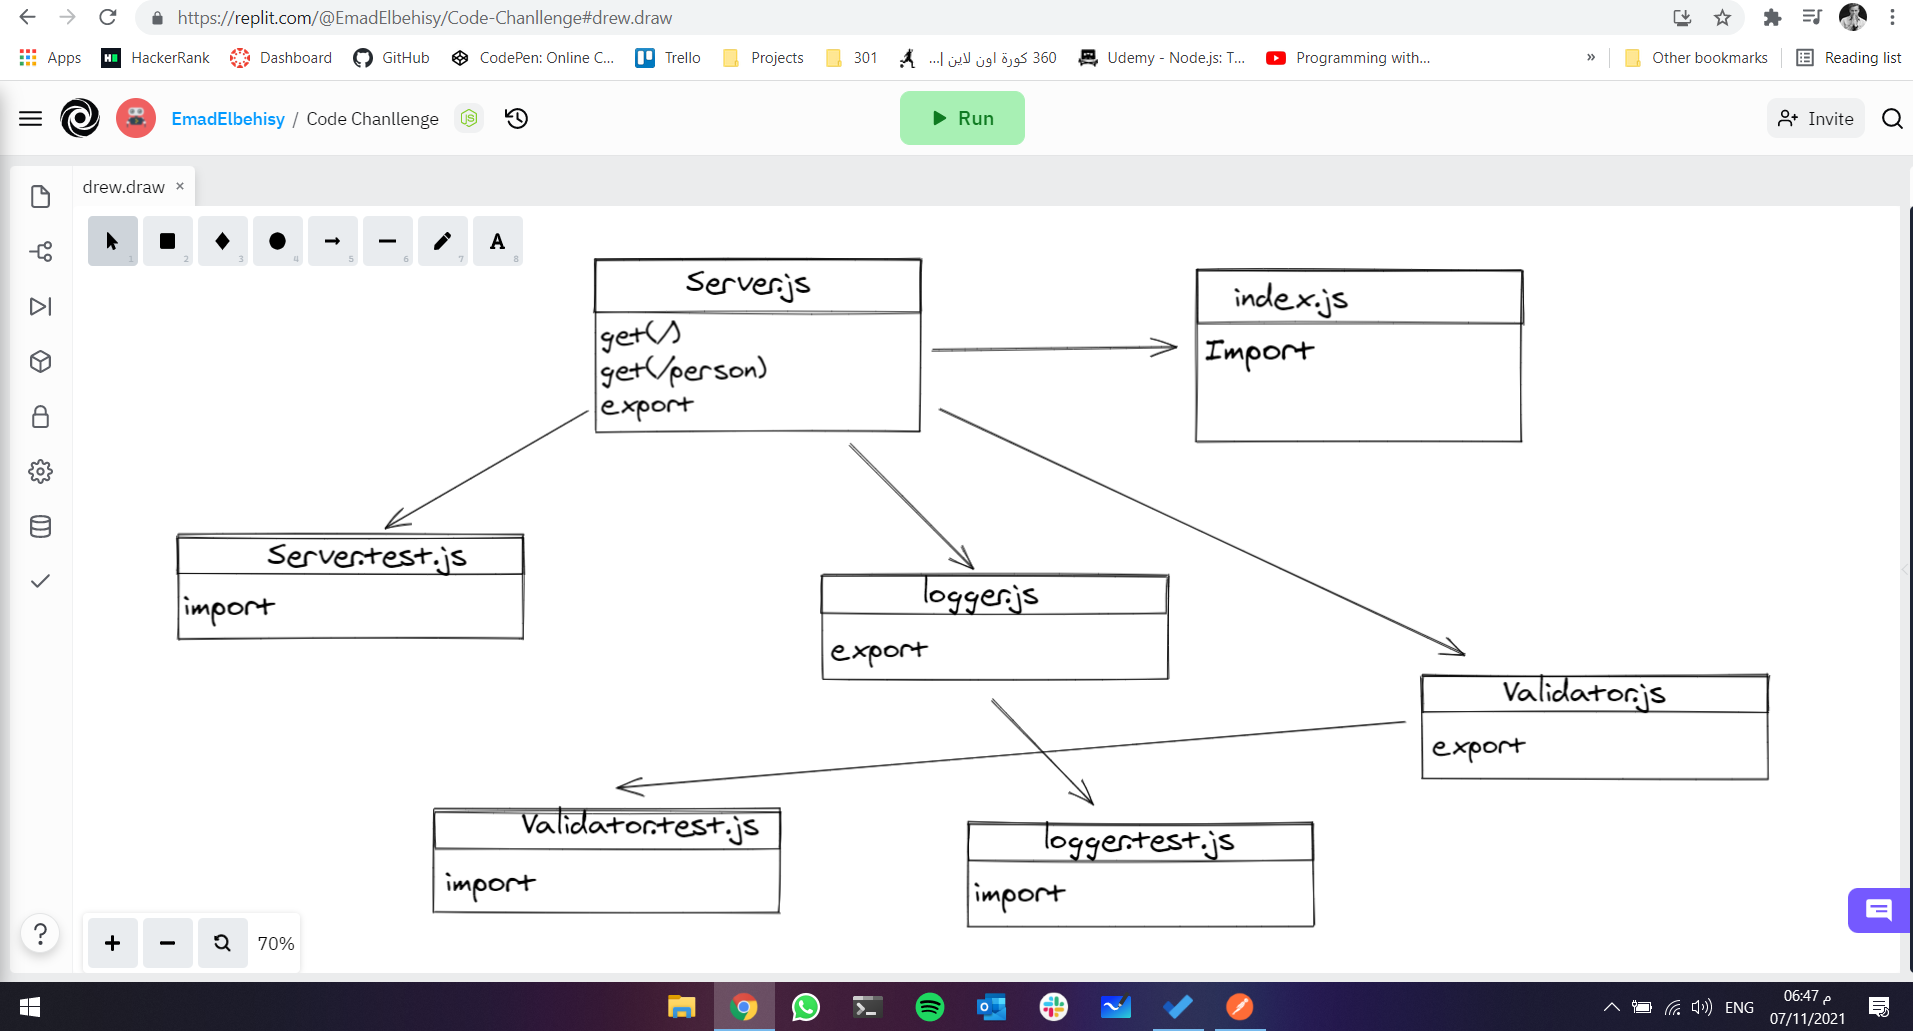 https://replit.com/@EmadElbehisy/Code-Chanllenge#drew.draw
Apps
HackerRank
Dashboard
GitHub
CodePen: Online C...
Trello
Projects
301
360 كورة اون لاين |...
Udemy - Node.js: T...
Programming with...
»
Other bookmarks
Reading list
EmadElbehisy / Code Chanllenge
Run
Invite
drew.draw ×
1 2 3 4 5 6 7 A 8
Server.js
get(/)
get(/person)
export
index.js
Import
Server.test.js
import
logger.js
export
Validator.js
export
Validator.test.js
import
logger.test.js
import
?
+ − 70%
ENG
06:47 م
07/11/2021